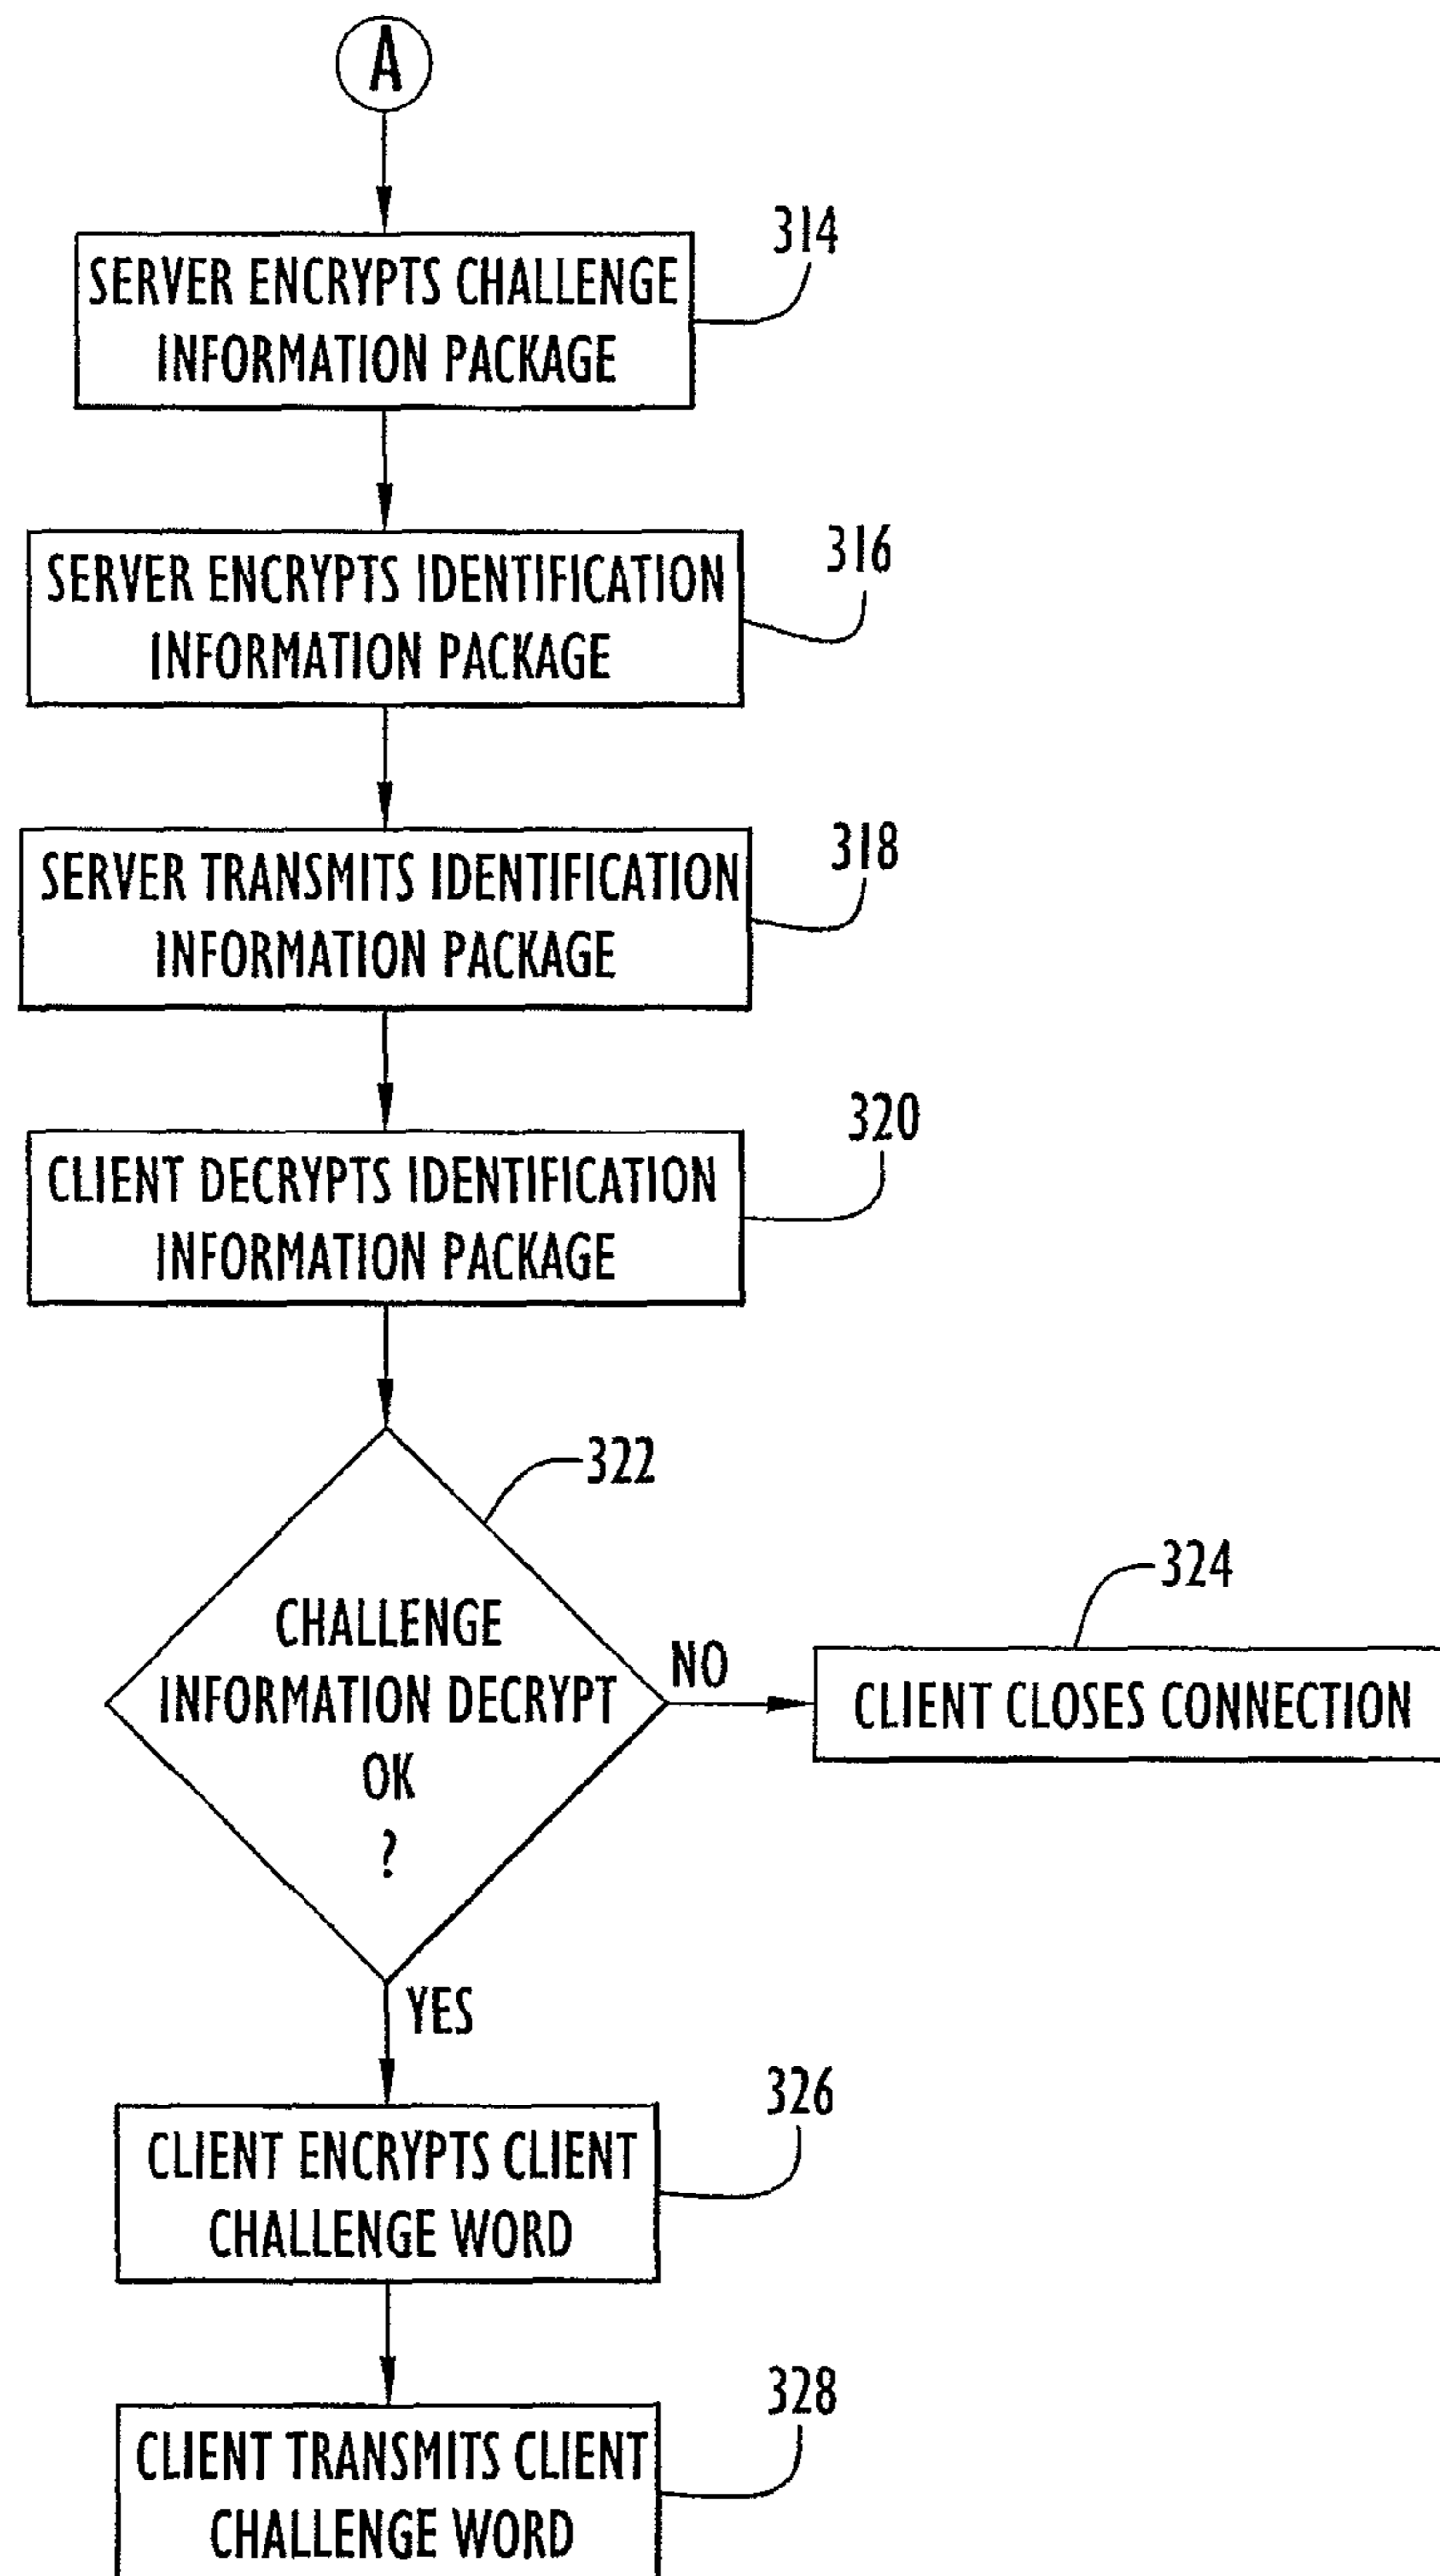 A
314
SERVER ENCRYPTS CHALLENGE
INFORMATION PACKAGE
316
SERVER ENCRYPTS IDENTIFICATION
INFORMATION PACKAGE
318
SERVER TRANSMITS IDENTIFICATION
INFORMATION PACKAGE
320
CLIENT DECRYPTS IDENTIFICATION
INFORMATION PACKAGE
322
CHALLENGE
INFORMATION DECRYPT
OK
?
NO
324
CLIENT CLOSES CONNECTION
YES
326
CLIENT ENCRYPTS CLIENT
CHALLENGE WORD
328
CLIENT TRANSMITS CLIENT
CHALLENGE WORD